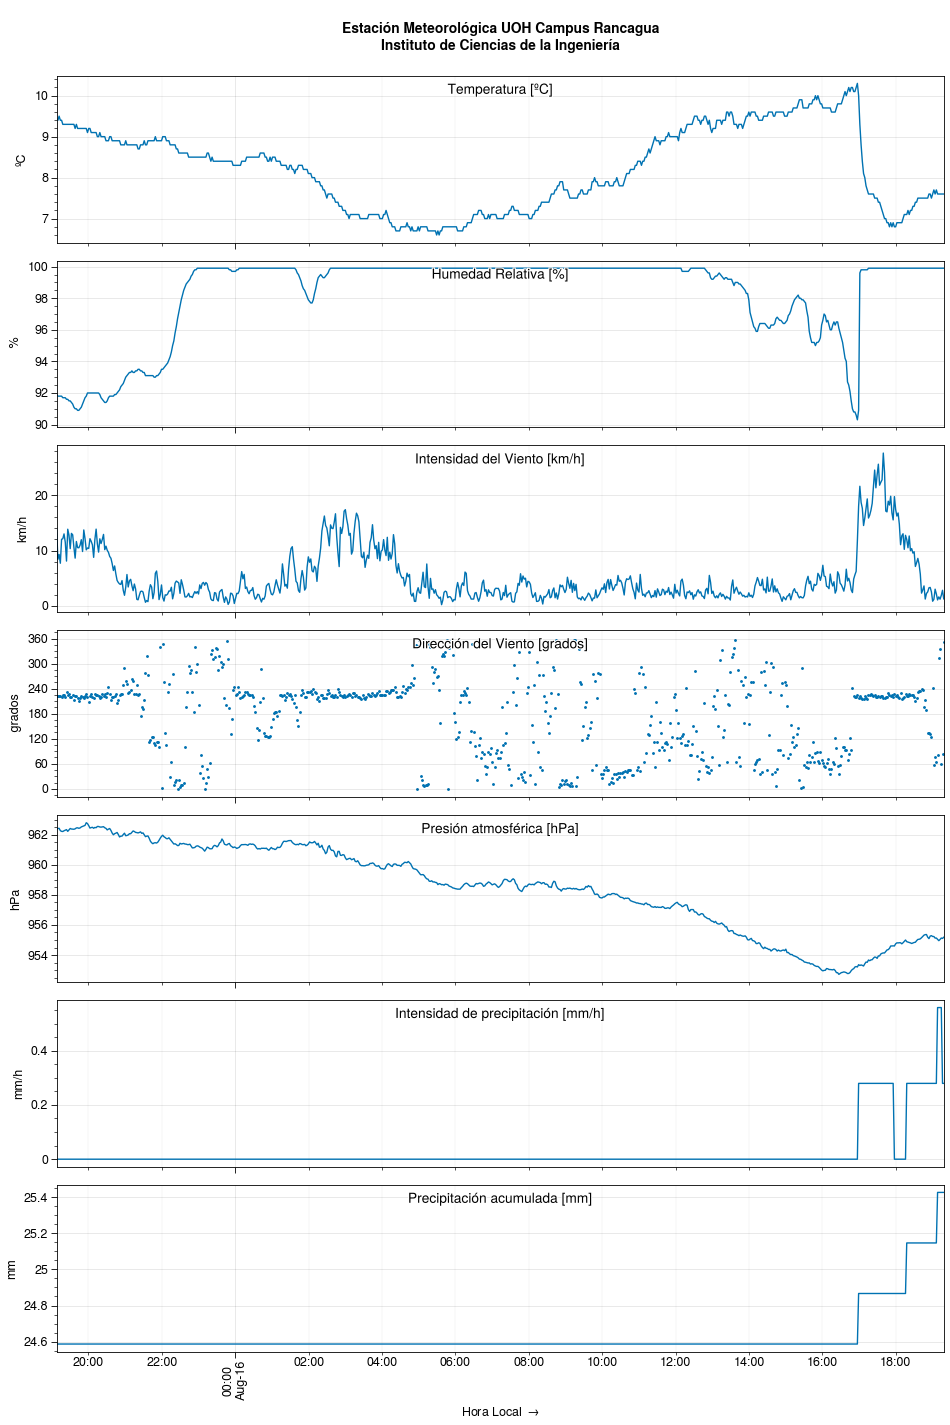 Estación Meteorológica UOH Campus Rancagua
Instituto de Ciencias de la Ingeniería
Temperatura [ºC]
ºC
10
9
8
7
Humedad Relativa [%]
%
100
98
96
94
92
90
Intensidad del Viento [km/h]
km/h
20
10
0
Dirección del Viento [grados]
grados
360
300
240
180
120
60
0
Presión atmosférica [hPa]
hPa
962
960
958
956
954
Intensidad de precipitación [mm/h]
mm/h
0.4
0.2
0
Precipitación acumulada [mm]
mm
25.4
25.2
25
24.8
24.6
20:00 22:00 00:00 02:00 04:00 06:00 08:00 10:00 12:00 14:00 16:00 18:00
Aug-16
Hora Local →